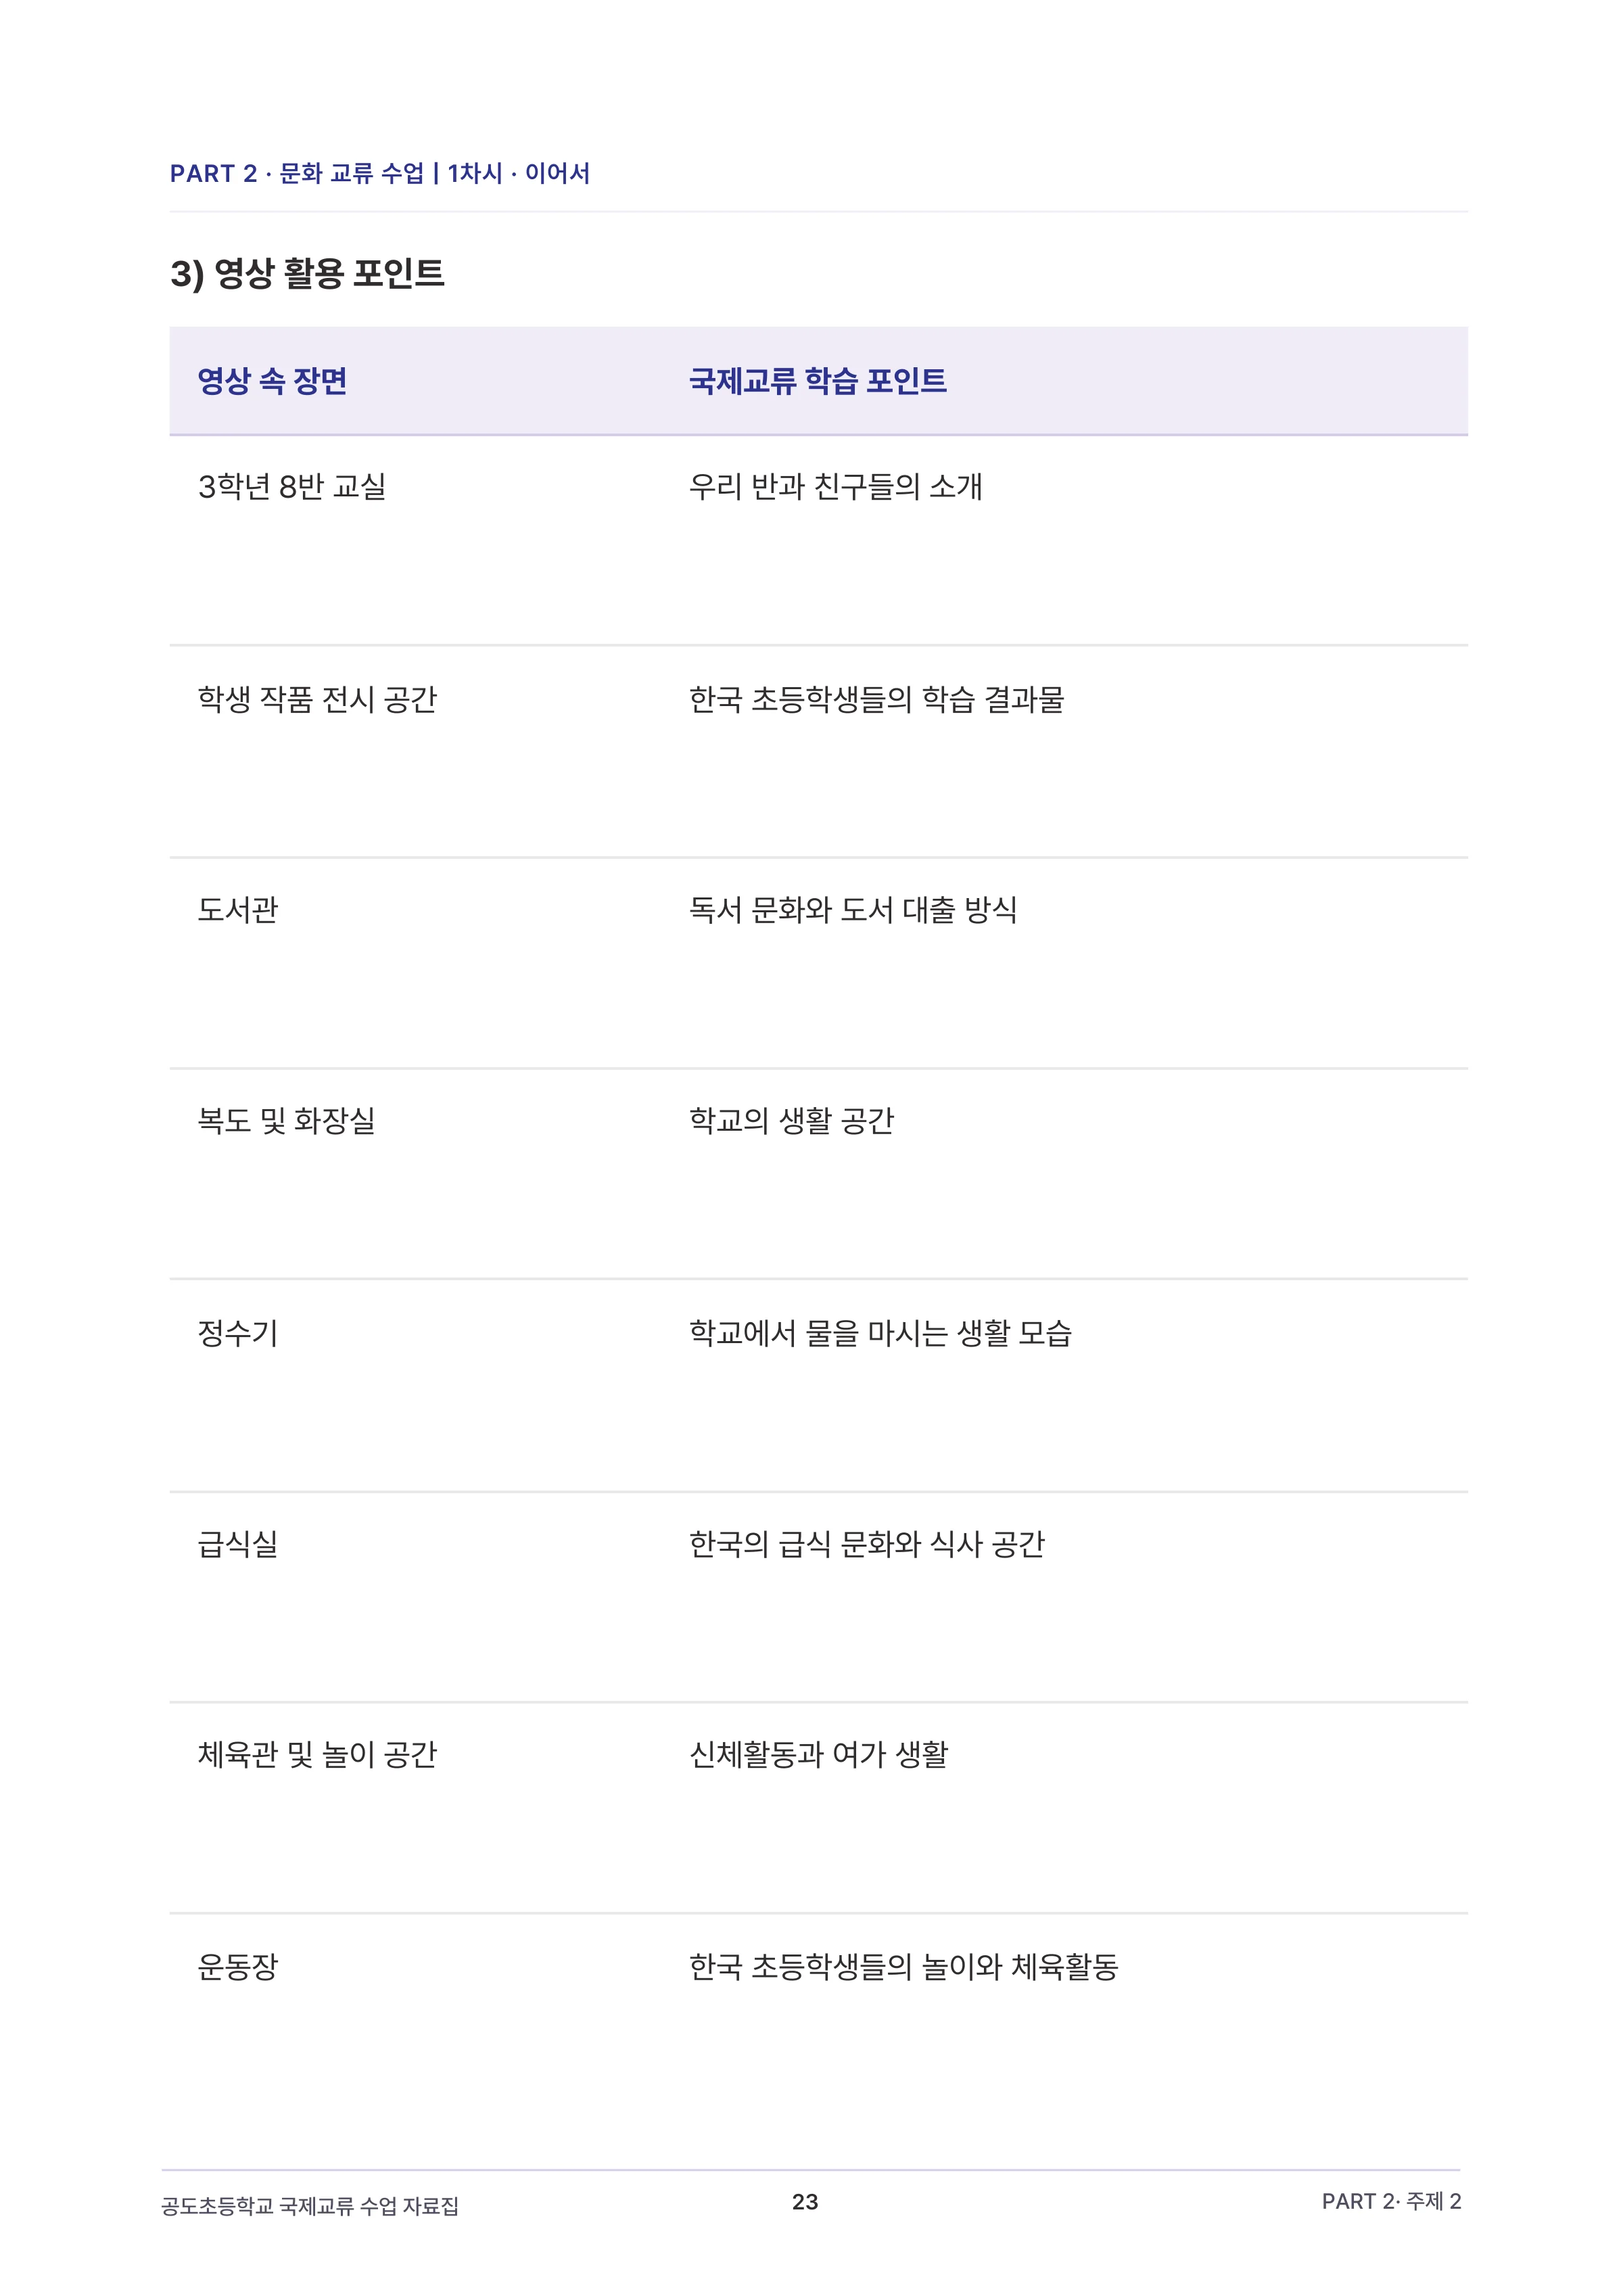 PART 2 · 문화 교류 수업 | 1차시 · 이어서
3) 영상 활용 포인트
영상 속 장면 국제교류 학습 포인트
3학년 8반 교실 우리 반과 친구들의 소개
학생 작품 전시 공간 한국 초등학생들의 학습 결과물
도서관 독서 문화와 도서 대출 방식
복도 및 화장실 학교의 생활 공간
정수기 학교에서 물을 마시는 생활 모습
급식실 한국의 급식 문화와 식사 공간
체육관 및 놀이 공간 신체활동과 여가 생활
운동장 한국 초등학생들의 놀이와 체육활동
공도초등학교 국제교류 수업 자료집 23 PART 2· 주제 2